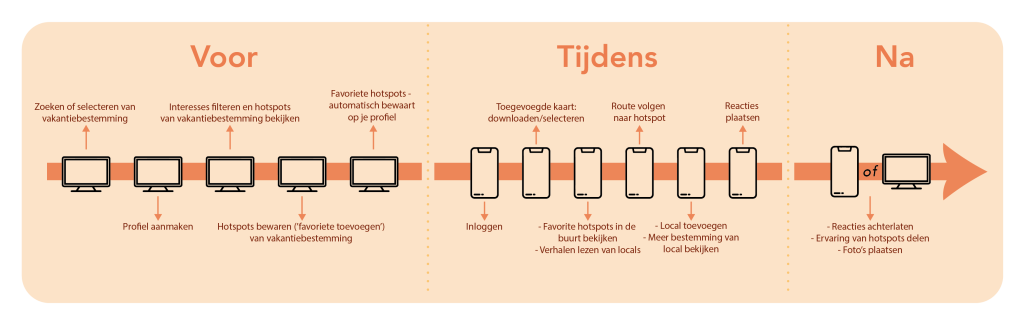 Voor
Zoeken of selecteren van
vakantiebestemming
Profiel aanmaken
Interesses filteren en hotspots
van vakantiebestemming bekijken
Hotspots bewaren ('favoriete toevoegen')
van vakantiebestemming
Favoriete hotspots -
automatisch bewaart
op je profiel
Tijdens
Inloggen
Toegevoegde kaart:
downloaden/selecteren
- Favorite hotspots in de
buurt bekijken
- Verhalen lezen van locals
Route volgen
naar hotspot
- Local toevoegen
- Meer bestemming van
local bekijken
Reacties
plaatsen
Na
of
- Reacties achterlaten
- Ervaring van hotspots delen
- Foto's plaatsen